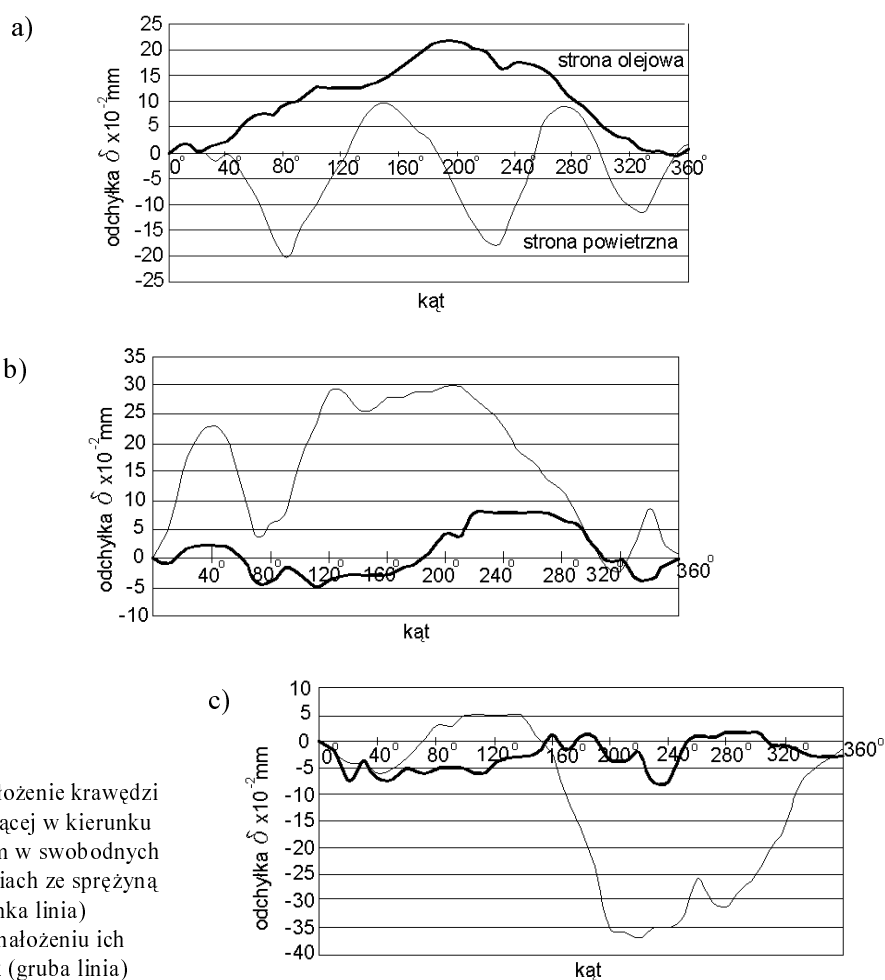 a)
25
20
15
10
5
0
-5
-10
-15
-20
-25
odchyłka δ x10⁻²mm
strona olejowa
strona powietrzna
0° 40° 80° 120° 160° 200° 240° 280° 320° 360°
kąt
b)
35
30
25
20
15
10
5
0
-5
-10
odchyłka δ x10⁻²mm
40° 80° 120° 160° 200° 240° 280° 320° 360°
kąt
c)
10
5
0
-5
-10
-15
-20
-25
-30
-35
-40
odchyłka δ x10⁻²mm
0° 40° 80° 120° 160° 200° 240° 280° 320° 360°
kąt
łożenie krawędzi
ącej w kierunku
w swobodnych
iach ze sprężyną
nka linia)
nałożeniu ich
(gruba linia)